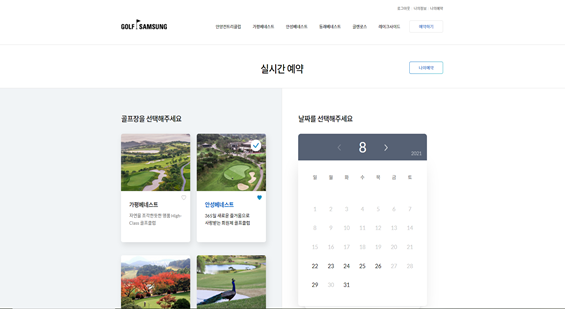 로그아웃 나의정보 나의예약
GOLF SAMSUNG
안양컨트리클럽 가평베네스트 안성베네스트 동래베네스트 글렌로스 레이크사이드 예약하기
실시간 예약
나의예약
골프장을 선택해주세요
날짜를 선택해주세요
8
2021
일 월 화 수 목 금 토
1 2 3 4 5 6 7
8 9 10 11 12 13 14
15 16 17 18 19 20 21
22 23 24 25 26 27 28
29 30 31
가평베네스트
자연을 조각한듯한 명품 High-
Class 골프클럽
안성베네스트
365일 새로운 즐거움으로
사랑받는 회원제 골프클럽